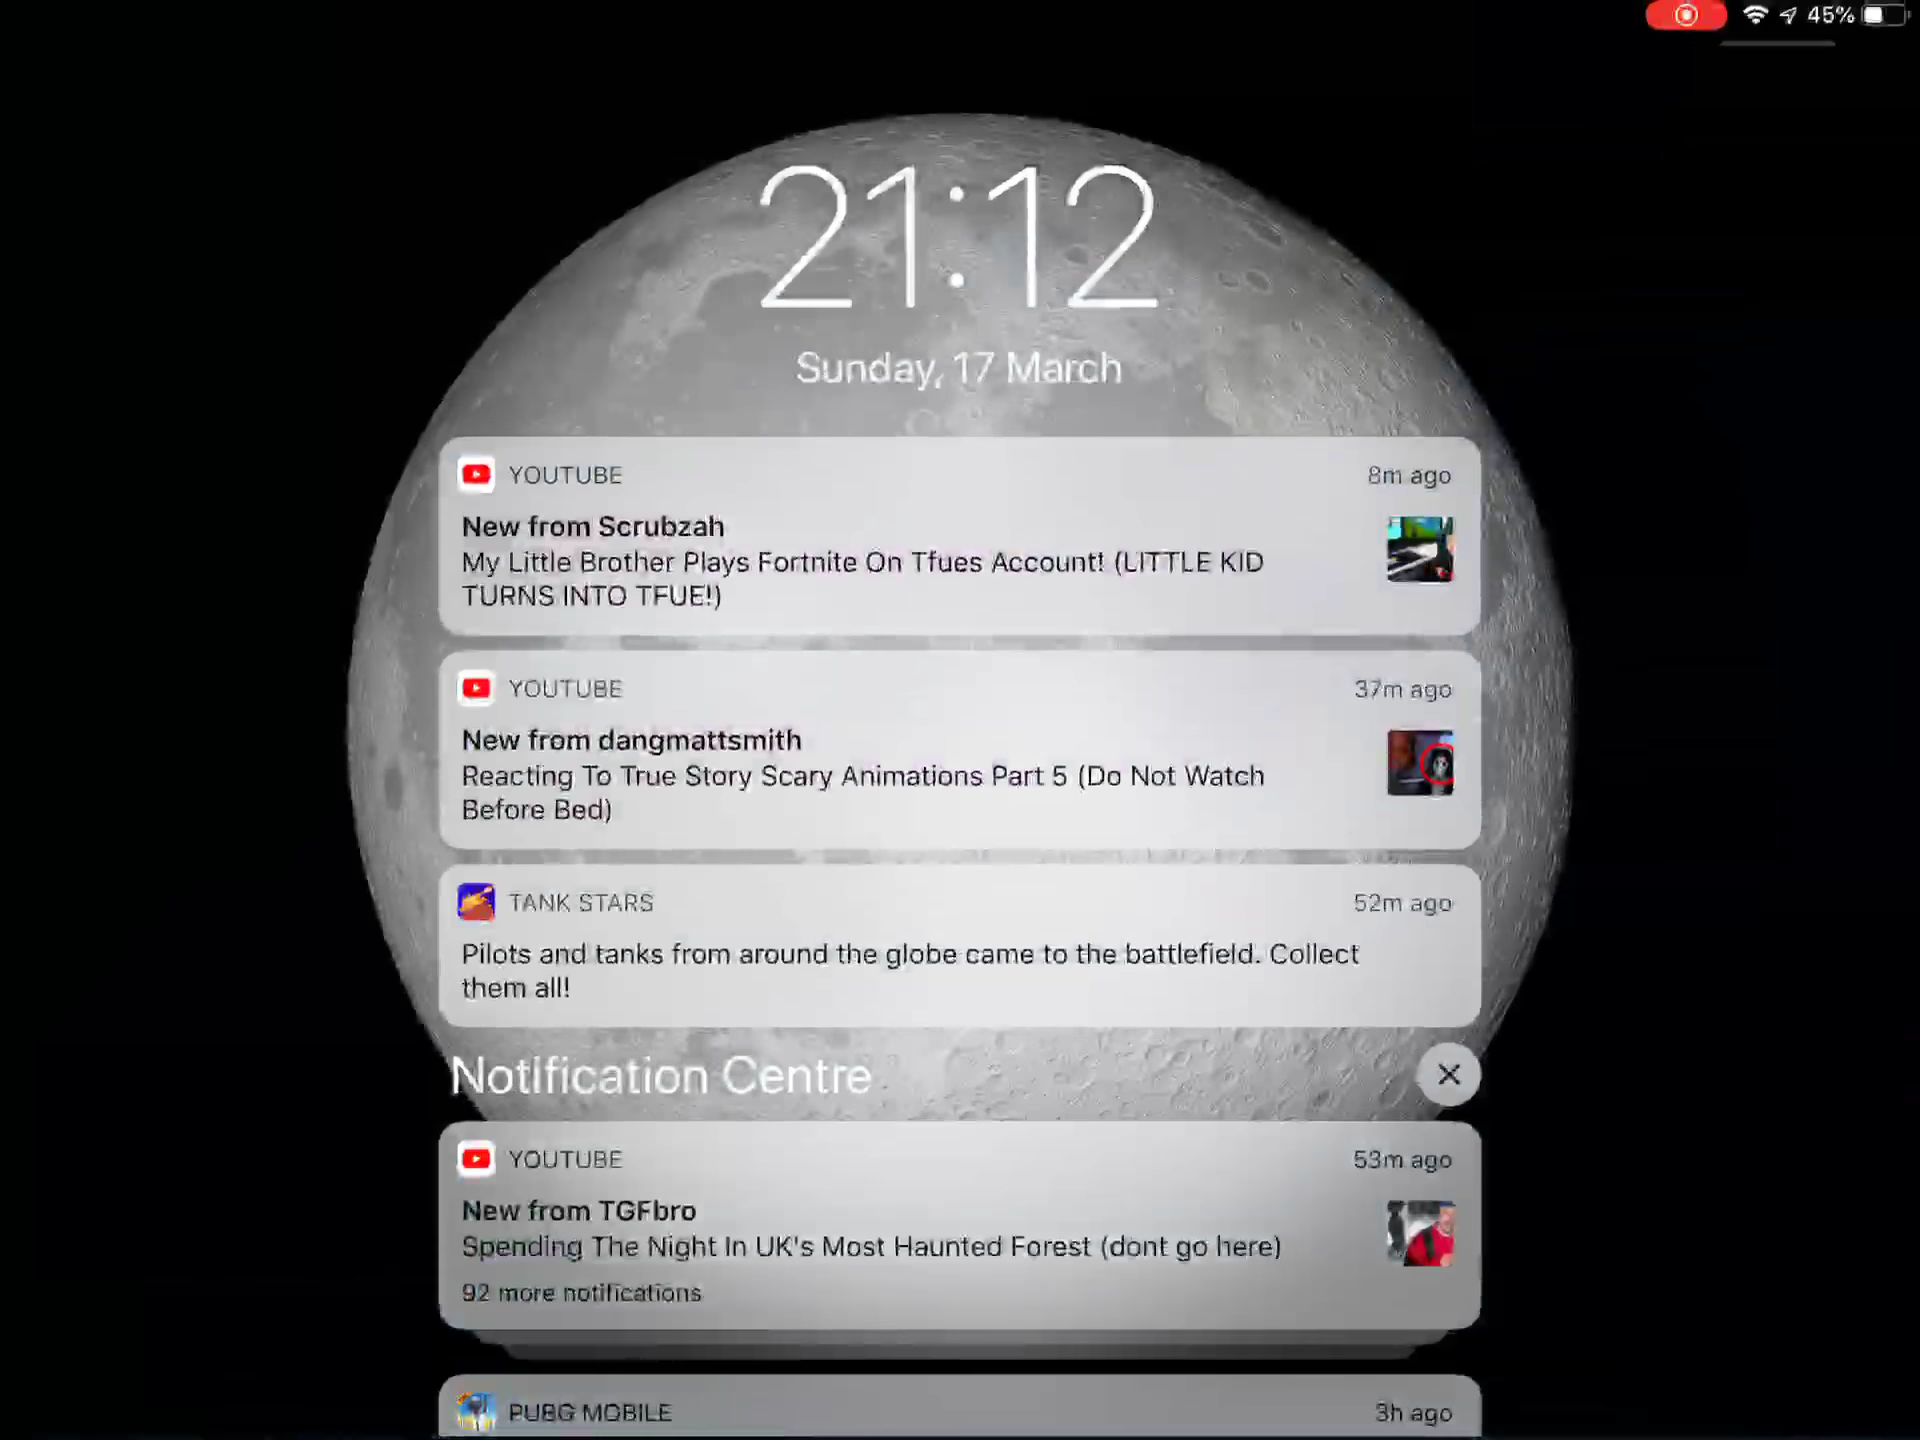 45%
21:12
Sunday, 17 March
YOUTUBE
8m ago
New from Scrubzah
My Little Brother Plays Fortnite On Tfues Account! (LITTLE KID
TURNS INTO TFUE!)
YOUTUBE
37m ago
New from dangmattsmith
Reacting To True Story Scary Animations Part 5 (Do Not Watch
Before Bed)
TANK STARS
52m ago
Pilots and tanks from around the globe came to the battlefield. Collect
them all!
Notification Centre
YOUTUBE
53m ago
New from TGFbro
Spending The Night In UK's Most Haunted Forest (dont go here)
92 more notifications
PUBG MOBILE
3h ago